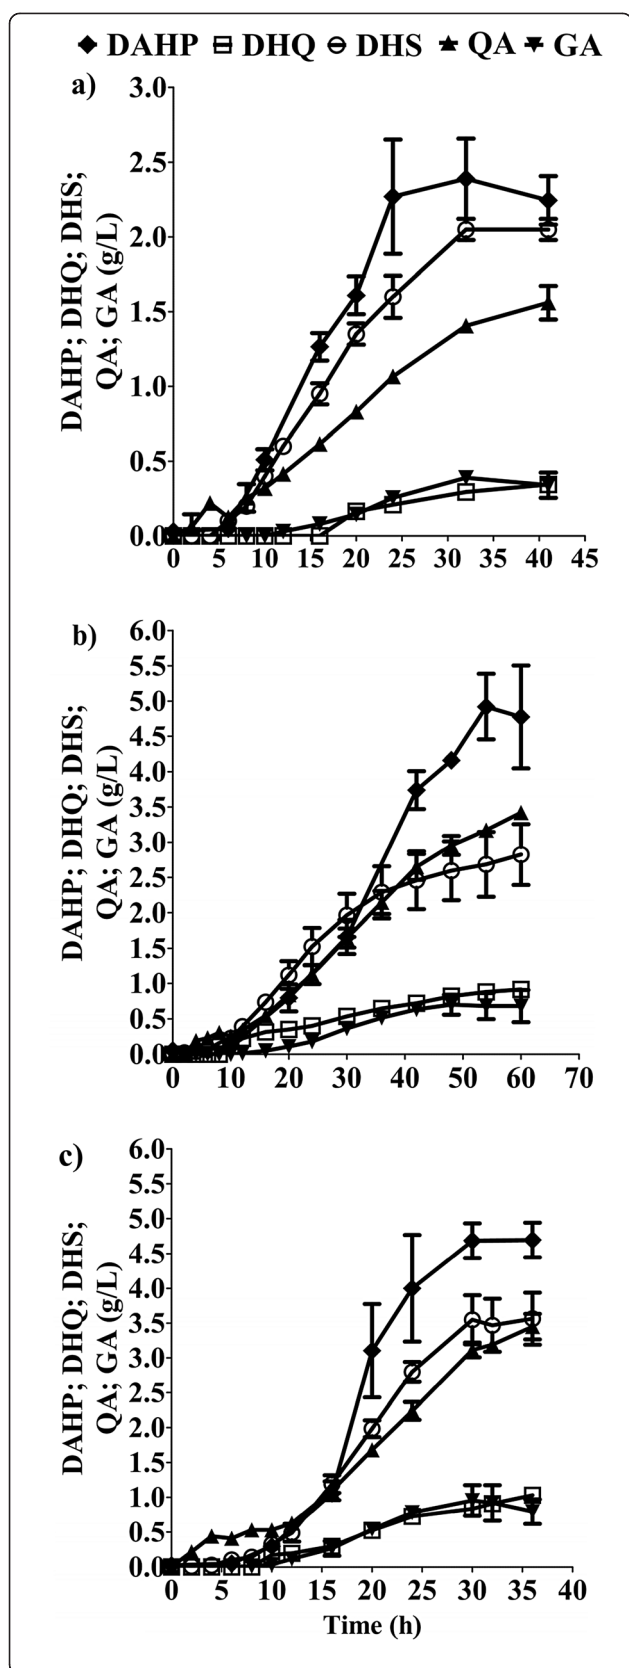 DAHP DHQ DHS QA GA
a)
DAHP; DHQ; DHS;
QA; GA (g/L)
3.0
2.5
2.0
1.5
1.0
0.5
0.0
0 5 10 15 20 25 30 35 40 45
b)
DAHP; DHQ; DHS;
QA; GA (g/L)
6.0
5.5
5.0
4.5
4.0
3.5
3.0
2.5
2.0
1.5
1.0
0.5
0.0
0 10 20 30 40 50 60 70
c)
DAHP; DHQ; DHS;
QA; GA (g/L)
6.0
5.5
5.0
4.5
4.0
3.5
3.0
2.5
2.0
1.5
1.0
0.5
0.0
0 5 10 15 20 25 30 35 40
Time (h)